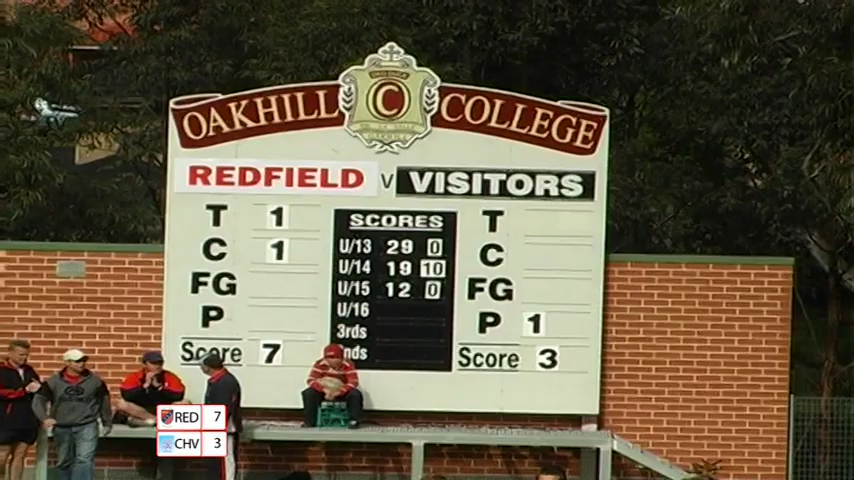 OAKHILL COLLEGE
C
REDFIELD V VISITORS
T 1
C 1
FG
P
Score 7
SCORES
U/13 29 0
U/14 19 10
U/15 12 0
U/16
3rds
nds
T
C
FG
P 1
Score 3
RED 7
CHV 3